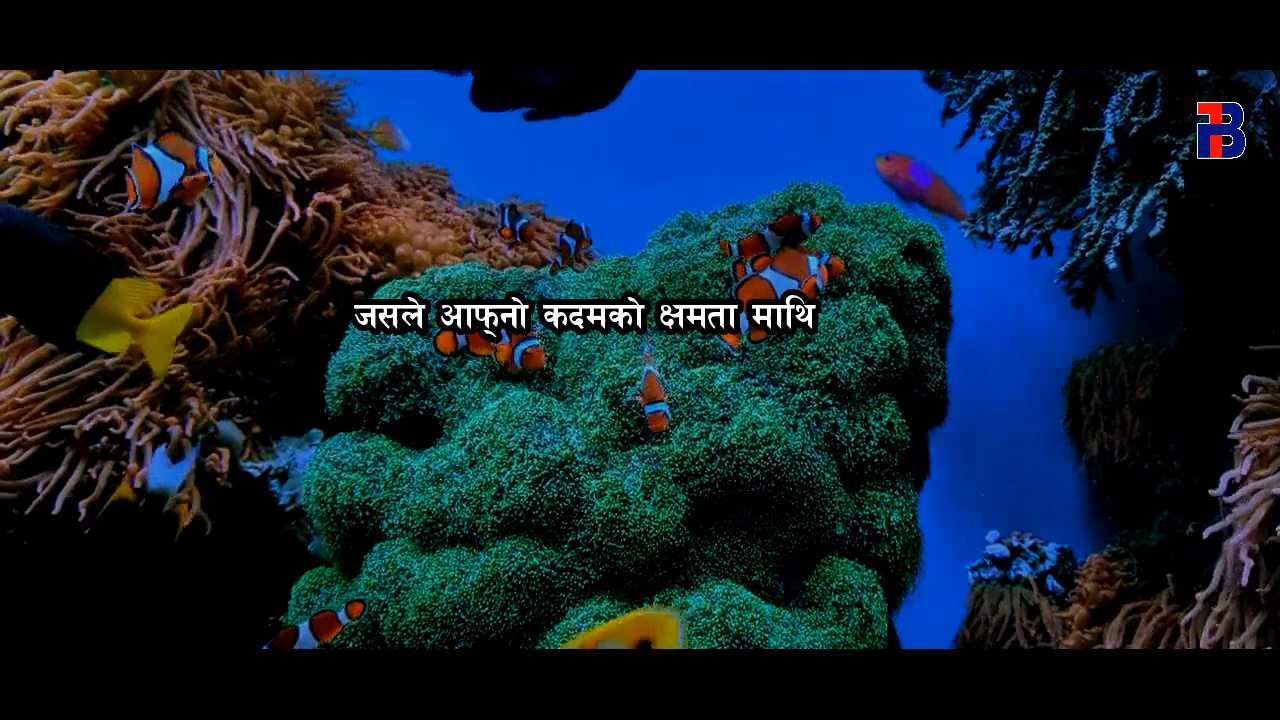 जसले आफ्नो कदमको क्षमता माथि